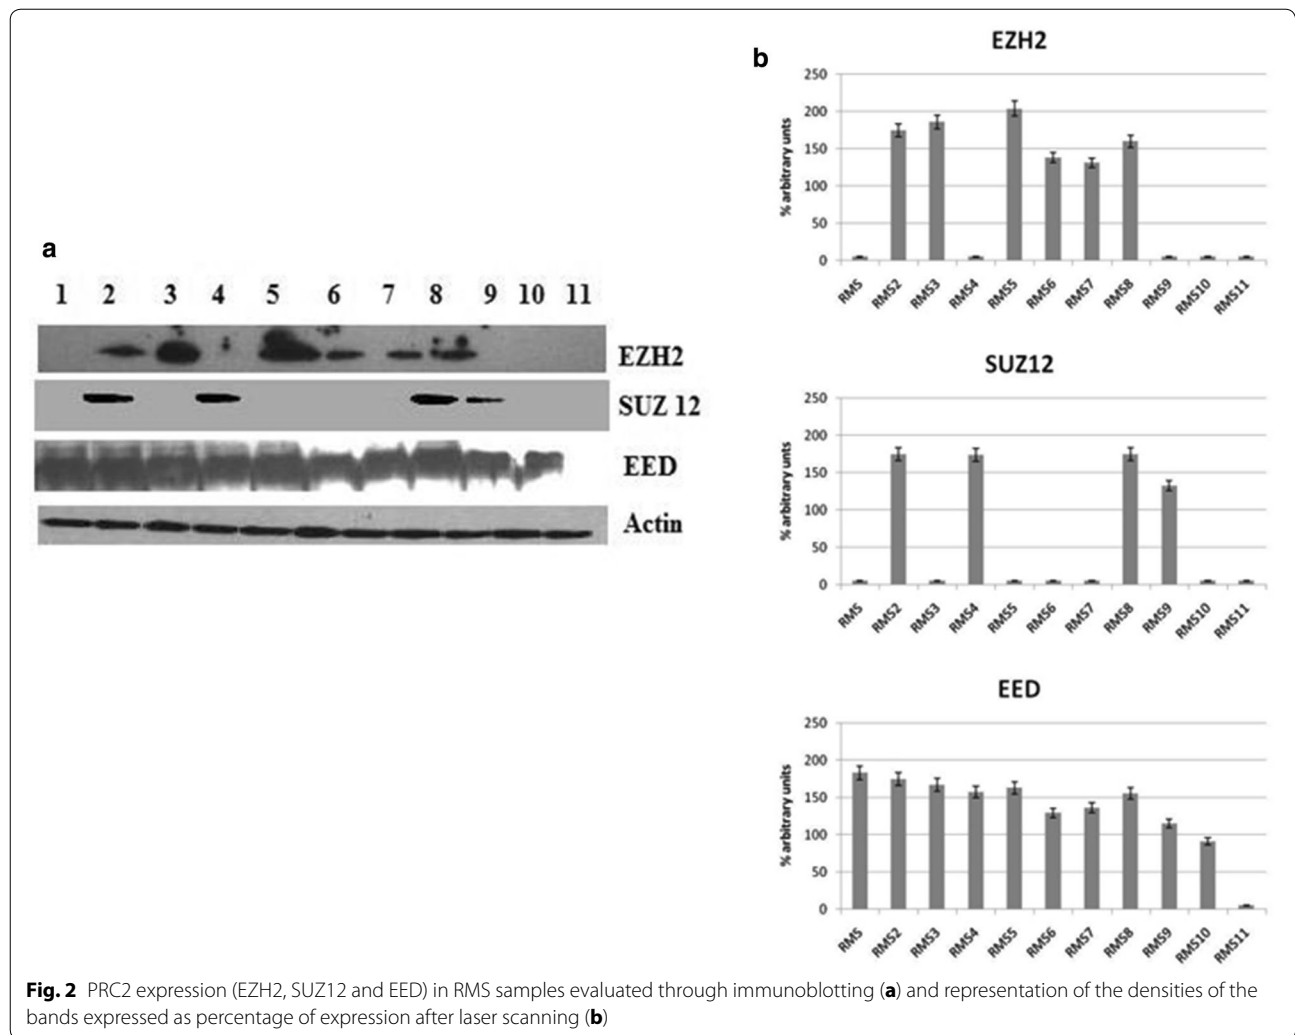 a
1 2 3 4 5 6 7 8 9 10 11
EZH2
SUZ 12
EED
Actin
b
EZH2
% arbitrary unts
250
200
150
100
50
0
RMS RMS2 RMS3 RMS4 RMS5 RMS6 RMS7 RMS8 RMS9 RMS10 RMS11
SUZ12
% arbitrary unts
250
200
150
100
50
0
RMS RMS2 RMS3 RMS4 RMS5 RMS6 RMS7 RMS8 RMS9 RMS10 RMS11
EED
% arbitrary units
250
200
150
100
50
0
RMS RMS2 RMS3 RMS4 RMS5 RMS6 RMS7 RMS8 RMS9 RMS10 RMS11
Fig. 2 PRC2 expression (EZH2, SUZ12 and EED) in RMS samples evaluated through immunoblotting (a) and representation of the densities of the
bands expressed as percentage of expression after laser scanning (b)